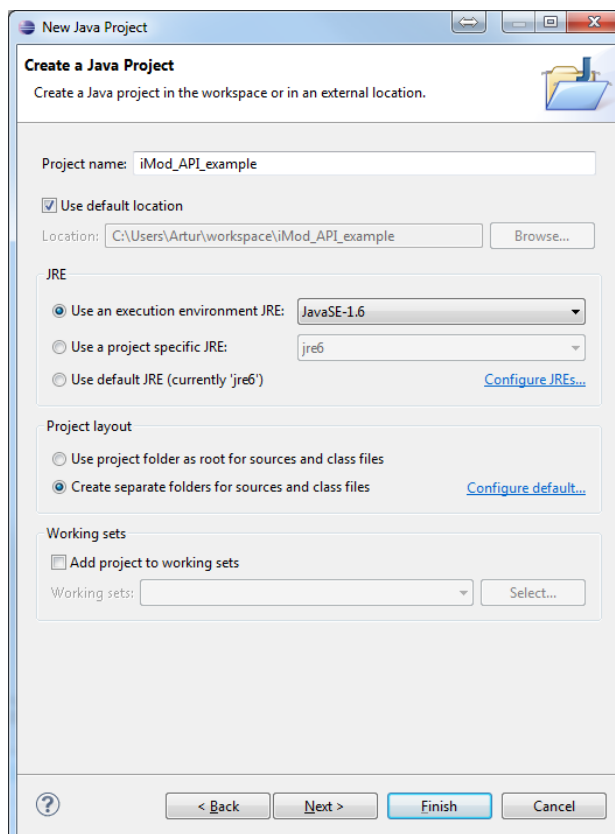 New Java Project
Create a Java Project
Create a Java project in the workspace or in an external location.
Project name: iMod_API_example
Use default location
Location: C:\Users\Artur\workspace\iMod_API_example Browse...
JRE
Use an execution environment JRE: JavaSE-1.6
Use a project specific JRE: jre6
Use default JRE (currently 'jre6') Configure JREs...
Project layout
Use project folder as root for sources and class files
Create separate folders for sources and class files Configure default...
Working sets
Add project to working sets
Working sets: Select...
? < Back Next > Finish Cancel